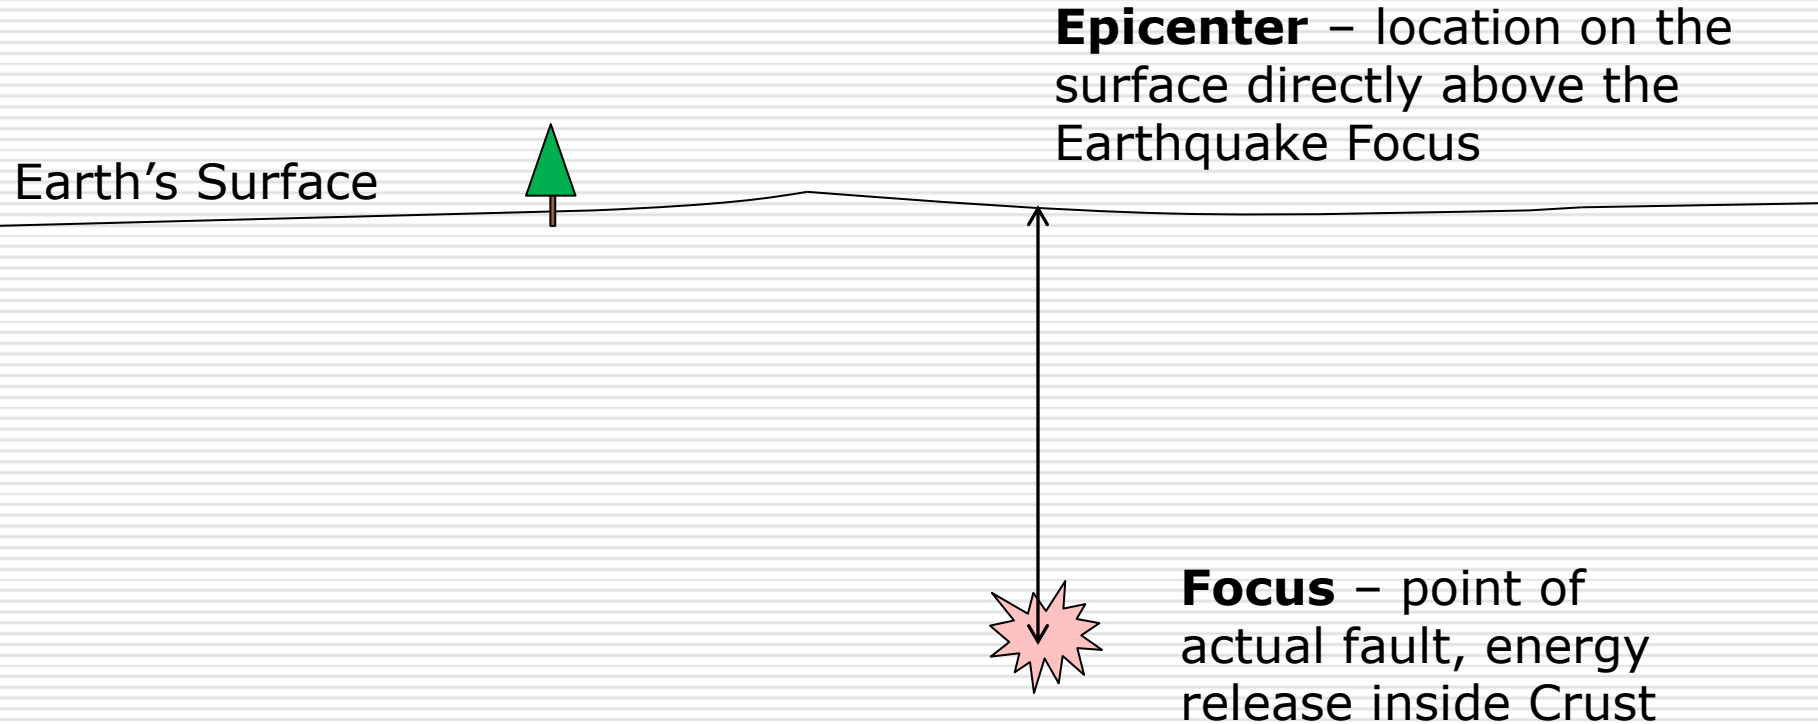 Epicenter – location on the
surface directly above the
Earthquake Focus
Earth’s Surface
Focus – point of
actual fault, energy
release inside Crust